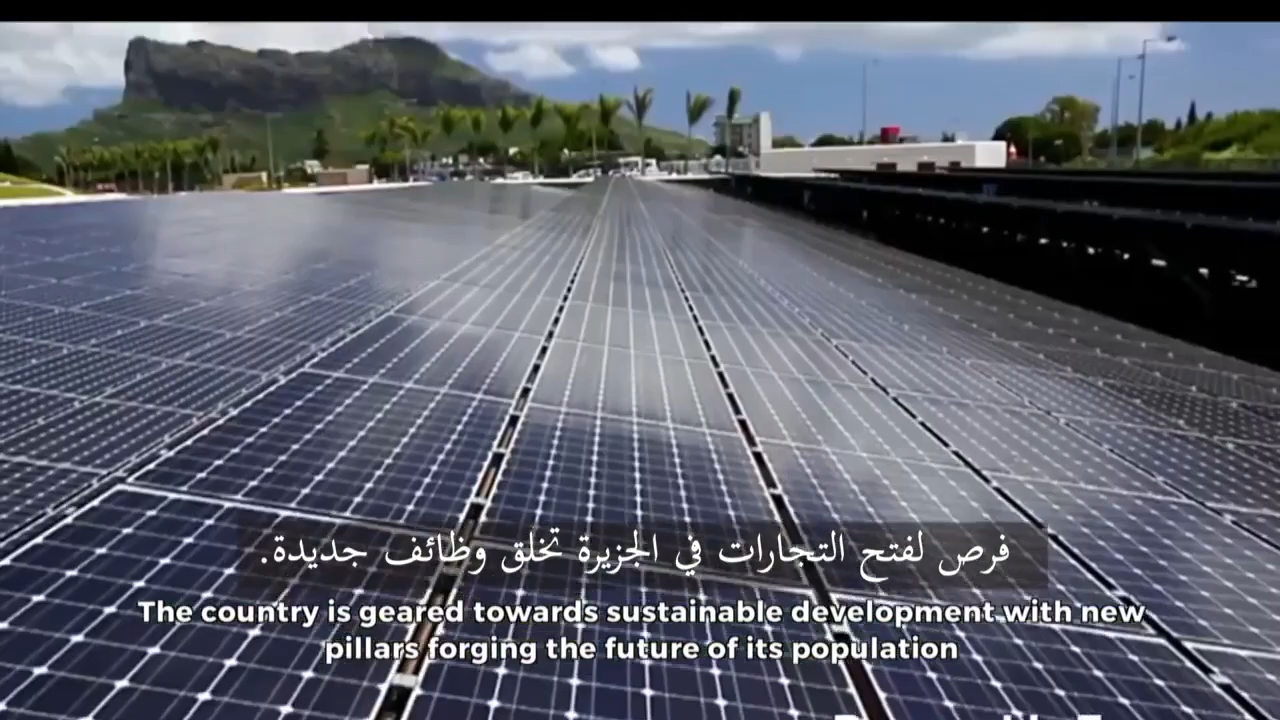 فرص لفتح التجارات في الجزيرة تخلق وظائف جديدة.
The country is geared towards sustainable development with new
pillars forging the future of its population